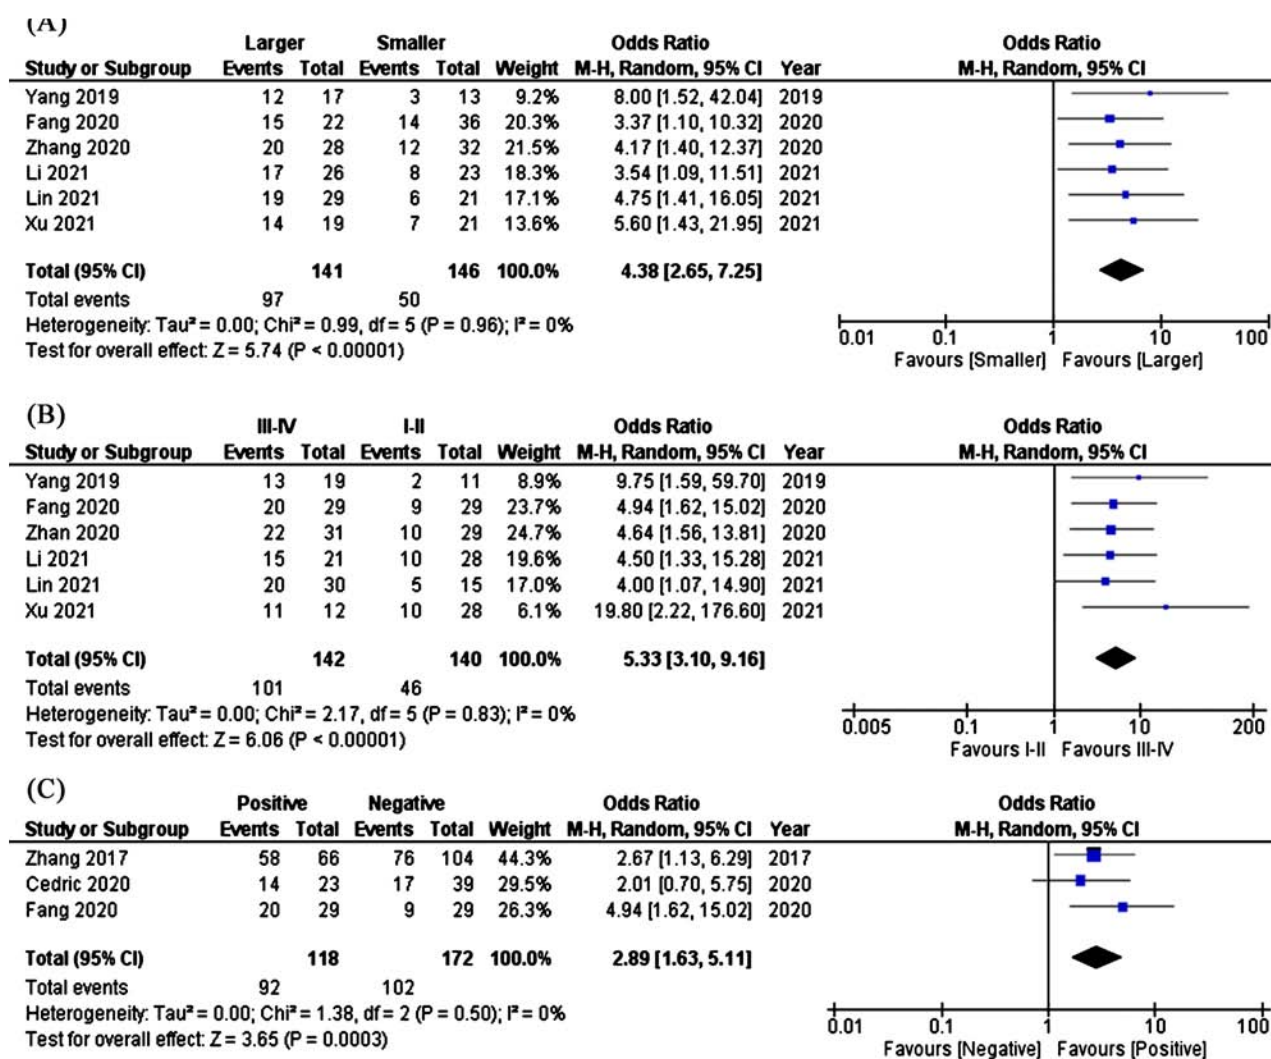 (A)
Larger Smaller Odds Ratio Odds Ratio
Study or Subgroup Events Total Events Total Weight M-H, Random, 95% CI Year M-H, Random, 95% CI
Yang 2019 12 17 3 13 9.2% 8.00 [1.52, 42.04] 2019
Fang 2020 15 22 14 36 20.3% 3.37 [1.10, 10.32] 2020
Zhang 2020 20 28 12 32 21.5% 4.17 [1.40, 12.37] 2020
Li 2021 17 26 8 23 18.3% 3.54 [1.09, 11.51] 2021
Lin 2021 19 29 6 21 17.1% 4.75 [1.41, 16.05] 2021
Xu 2021 14 19 7 21 13.6% 5.60 [1.43, 21.95] 2021
Total (95% CI) 141 146 100.0% 4.38 [2.65, 7.25]
Total events 97 50
Heterogeneity: Tau² = 0.00; Chi² = 0.99, df = 5 (P = 0.96); I² = 0%
Test for overall effect: Z = 5.74 (P < 0.00001)
0.01 0.1 1 10 100
Favours [Smaller] Favours [Larger]
(B)
III-IV I-II Odds Ratio Odds Ratio
Study or Subgroup Events Total Events Total Weight M-H, Random, 95% CI Year M-H, Random, 95% CI
Yang 2019 13 19 2 11 8.9% 9.75 [1.59, 59.70] 2019
Fang 2020 20 29 9 29 23.7% 4.94 [1.62, 15.02] 2020
Zhan 2020 22 31 10 29 24.7% 4.64 [1.56, 13.81] 2020
Li 2021 15 21 10 28 19.6% 4.50 [1.33, 15.28] 2021
Lin 2021 20 30 5 15 17.0% 4.00 [1.07, 14.90] 2021
Xu 2021 11 12 10 28 6.1% 19.80 [2.22, 176.60] 2021
Total (95% CI) 142 140 100.0% 5.33 [3.10, 9.16]
Total events 101 46
Heterogeneity: Tau² = 0.00; Chi² = 2.17, df = 5 (P = 0.83); I² = 0%
Test for overall effect: Z = 6.06 (P < 0.00001)
0.005 0.1 1 10 200
Favours I-II Favours III-IV
(C)
Positive Negative Odds Ratio Odds Ratio
Study or Subgroup Events Total Events Total Weight M-H, Random, 95% CI Year M-H, Random, 95% CI
Zhang 2017 58 66 76 104 44.3% 2.67 [1.13, 6.29] 2017
Cedric 2020 14 23 17 39 29.5% 2.01 [0.70, 5.75] 2020
Fang 2020 20 29 9 29 26.3% 4.94 [1.62, 15.02] 2020
Total (95% CI) 118 172 100.0% 2.89 [1.63, 5.11]
Total events 92 102
Heterogeneity: Tau² = 0.00; Chi² = 1.38, df = 2 (P = 0.50); I² = 0%
Test for overall effect: Z = 3.65 (P = 0.0003)
0.01 0.1 1 10 100
Favours [Negative] Favours [Positive]